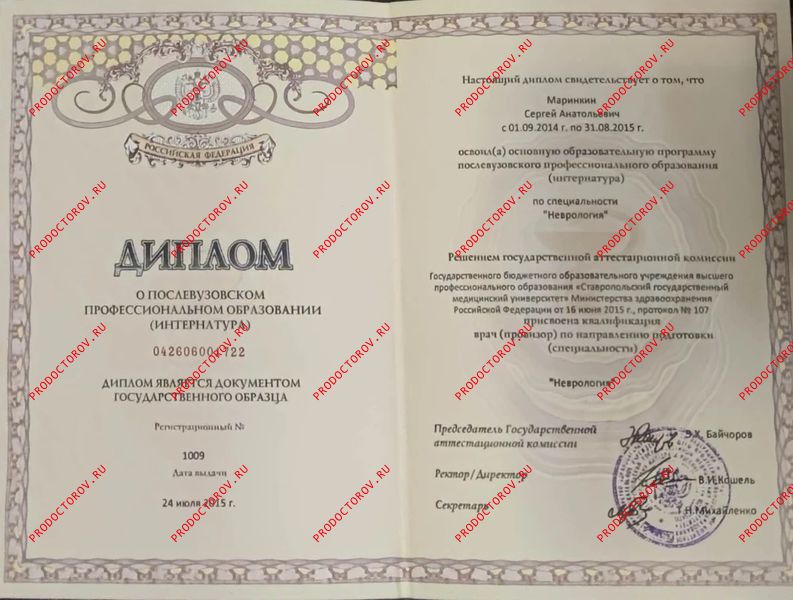 РОССИЙСКАЯ ФЕДЕРАЦИЯ
ДИПЛОМ
О ПОСЛЕВУЗОВСКОМ
ПРОФЕССИОНАЛЬНОМ ОБРАЗОВАНИИ
(ИНТЕРНАТУРА)
ДИПЛОМ ЯВЛЯЕТСЯ ДОКУМЕНТОМ
ГОСУДАРСТВЕННОГО ОБРАЗЦА
Регистрационный №
1009
Дата выдачи
24 июля 2015 г.
Настоящий диплом свидетельствует о том, что
Маринкин
Сергей Анатольевич
с 01.09.2014 г. по 31.08.2015 г.
освоил(а) основную образовательную программу
послевузовского профессионального образования
(интернатура)
по специальности
"Неврология"
Решением государственной аттестационной комиссии
Государственного бюджетного образовательного учреждения высшего
профессионального образования «Ставропольский государственный
медицинский университет» Министерства здравоохранения
Российской Федерации от 16 июня 2015 г., протокол № 107
присвоена квалификация
врач (провизор) по направлению подготовки
(специальности)
"Неврология"
Председатель Государственной
аттестационной комиссии
Э.Х. Байчоров
Ректор/Директор
В.И.Кошель
Секретарь
Т.Н.Михайленко
PRODOCTOROV.RU